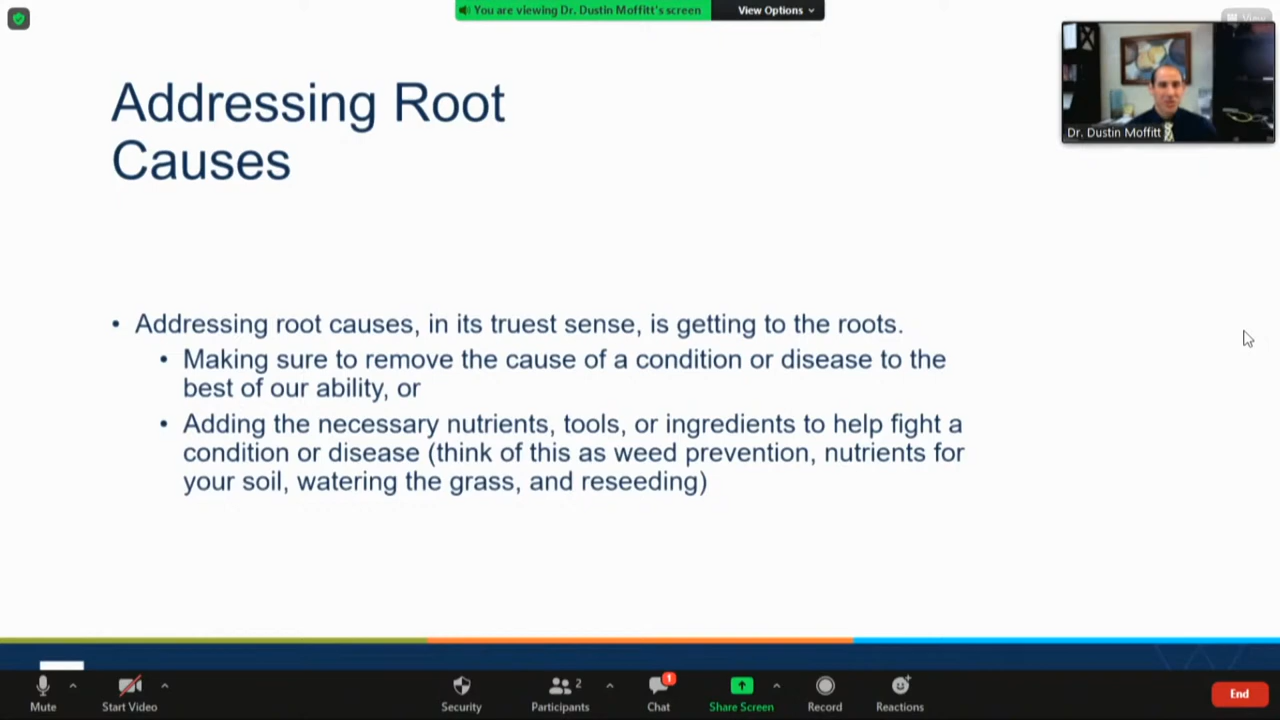 You are viewing Dr. Dustin Moffitt's screen
View Options
View
Addressing Root
Causes
Dr. Dustin Moffitt
• Addressing root causes, in its truest sense, is getting to the roots.
• Making sure to remove the cause of a condition or disease to the
best of our ability, or
• Adding the necessary nutrients, tools, or ingredients to help fight a
condition or disease (think of this as weed prevention, nutrients for
your soil, watering the grass, and reseeding)
2
1
Mute
Start Video
Security
Participants
Chat
Share Screen
Record
Reactions
End